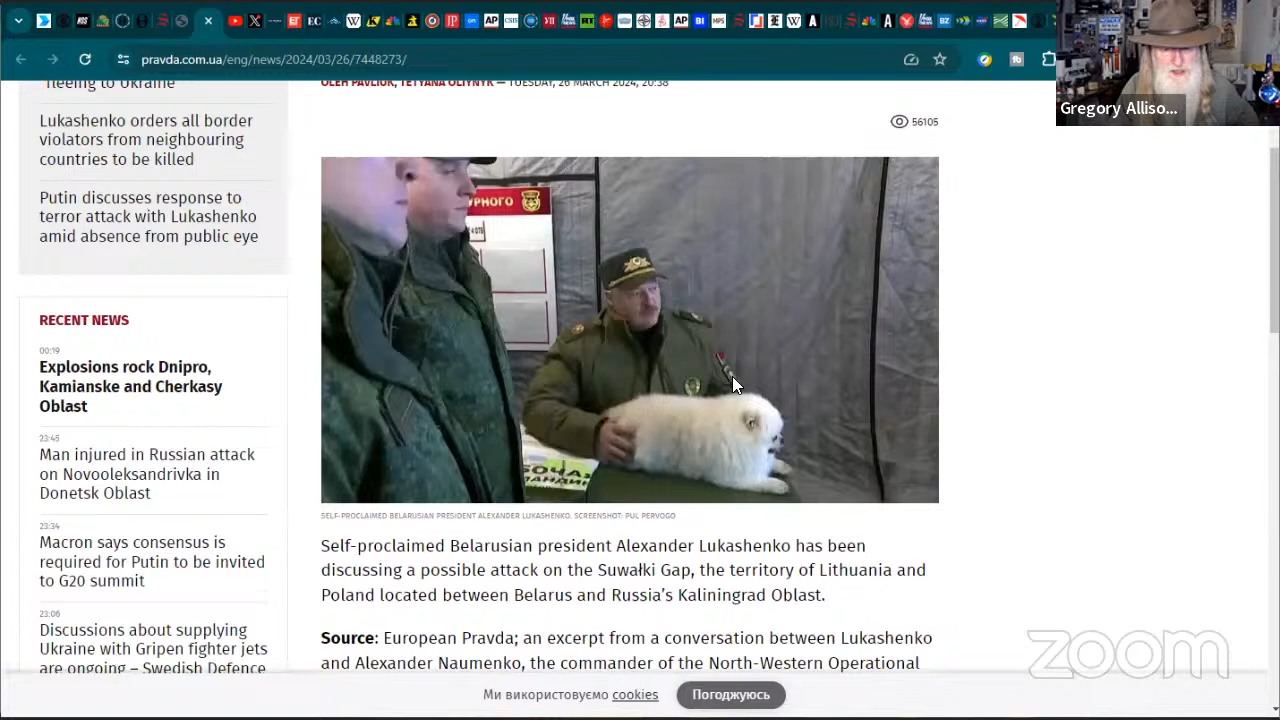 pravda.com.ua/eng/news/2024/03/26/7448273/
Gregory Alliso...
fleeing to Ukraine
Lukashenko orders all border
violators from neighbouring
countries to be killed
Putin discusses response to
terror attack with Lukashenko
amid absence from public eye
RECENT NEWS
00:19
Explosions rock Dnipro,
Kamianske and Cherkasy
Oblast
23:45
Man injured in Russian attack
on Novooleksandrivka in
Donetsk Oblast
23:34
Macron says consensus is
required for Putin to be invited
to G20 summit
23:06
Discussions about supplying
Ukraine with Gripen fighter jets
are ongoing – Swedish Defence
OLEH PAVLIUK, TETYANA OLIYNYK — TUESDAY, 26 MARCH 2024, 20:38
56105
УРНОГО
SELF-PROCLAIMED BELARUSIAN PRESIDENT ALEXANDER LUKASHENKO. SCREENSHOT: PUL PERVOGO
Self-proclaimed Belarusian president Alexander Lukashenko has been
discussing a possible attack on the Suwałki Gap, the territory of Lithuania and
Poland located between Belarus and Russia's Kaliningrad Oblast.
Source: European Pravda; an excerpt from a conversation between Lukashenko
and Alexander Naumenko, the commander of the North-Western Operational
zoom
Ми використовуємо cookies
Погоджуюсь